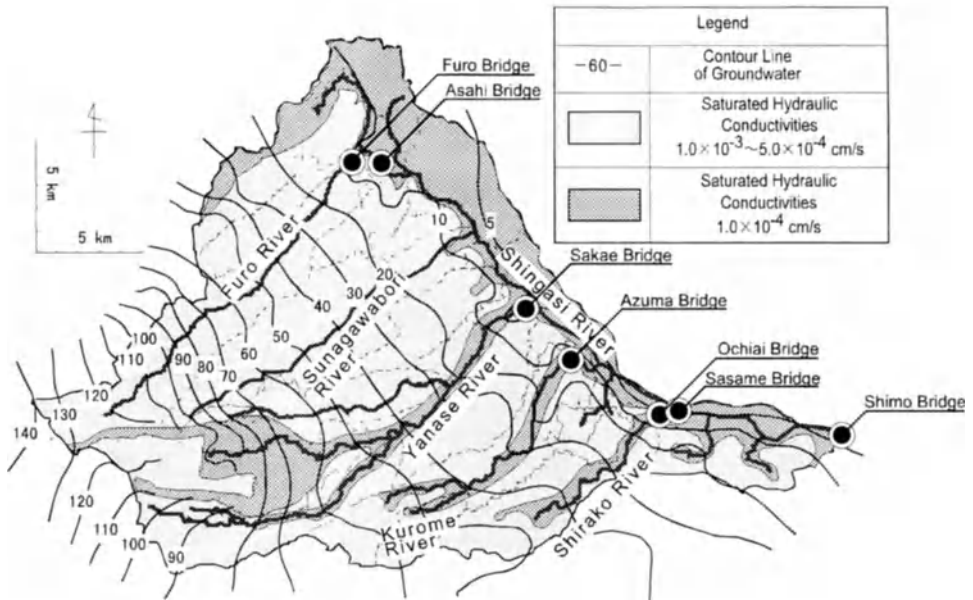 Legend
－60－
Contour Line
of Groundwater
Saturated Hydraulic
Conductivities
1.0×10⁻³～5.0×10⁻⁴ cm/s
Saturated Hydraulic
Conductivities
1.0×10⁻⁴ cm/s
Furo Bridge
Asahi Bridge
5 km
5 km
10
5
Shingasi River
Sakae Bridge
Azuma Bridge
Ochiai Bridge
Sasame Bridge
Shimo Bridge
Furo River
Sunagawabori
River
20
30
40
50
60
70
80
90
100
110
120
130
140
Yanase River
Kurome
River
Shirako River
120
110
100
90